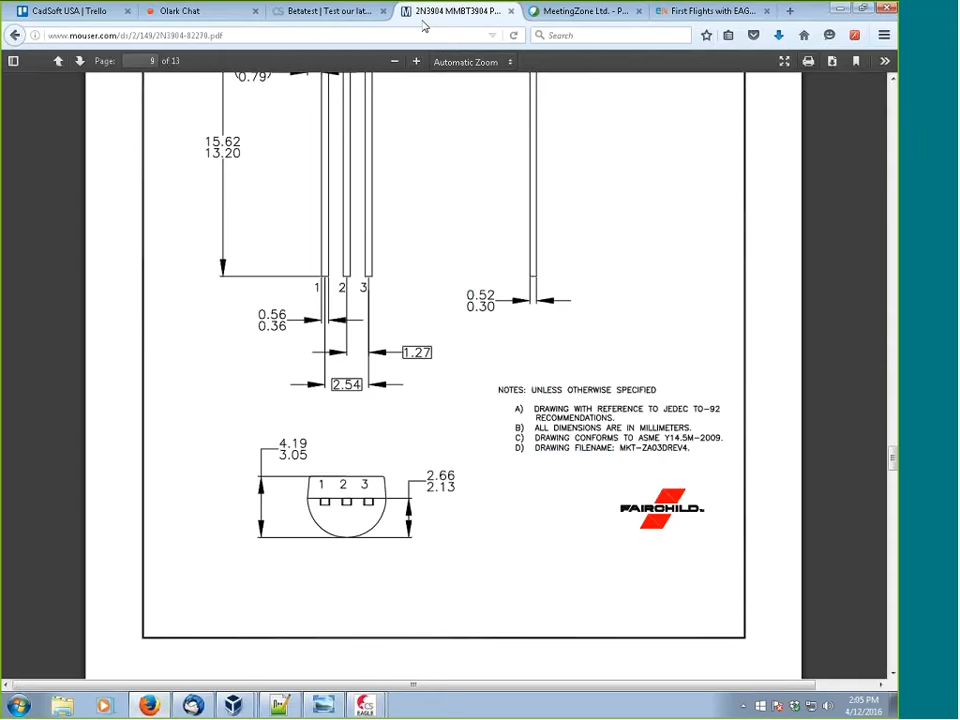 CadSoft USA | Trello
Olark Chat
Betatest | Test our lat...
2N3904 MMBT3904 P...
MeetingZone Ltd. - P...
First Flights with EAG...
www.mouser.com/ds/2/149/2N3904-82270.pdf
Search
Page: 9 of 13
Automatic Zoom
(0.79)
15.62
13.20
1 2 3
0.52
0.30
0.56
0.36
1.27
2.54
NOTES: UNLESS OTHERWISE SPECIFIED
A) DRAWING WITH REFERENCE TO JEDEC TO-92
RECOMMENDATIONS.
B) ALL DIMENSIONS ARE IN MILLIMETERS.
C) DRAWING CONFORMS TO ASME Y14.5M-2009.
D) DRAWING FILENAME: MKT-ZA03DREV4.
4.19
3.05
2.66
2.13
1 2 3
FAIRCHILD
CS
EAGLE
2:05 PM
4/12/2016